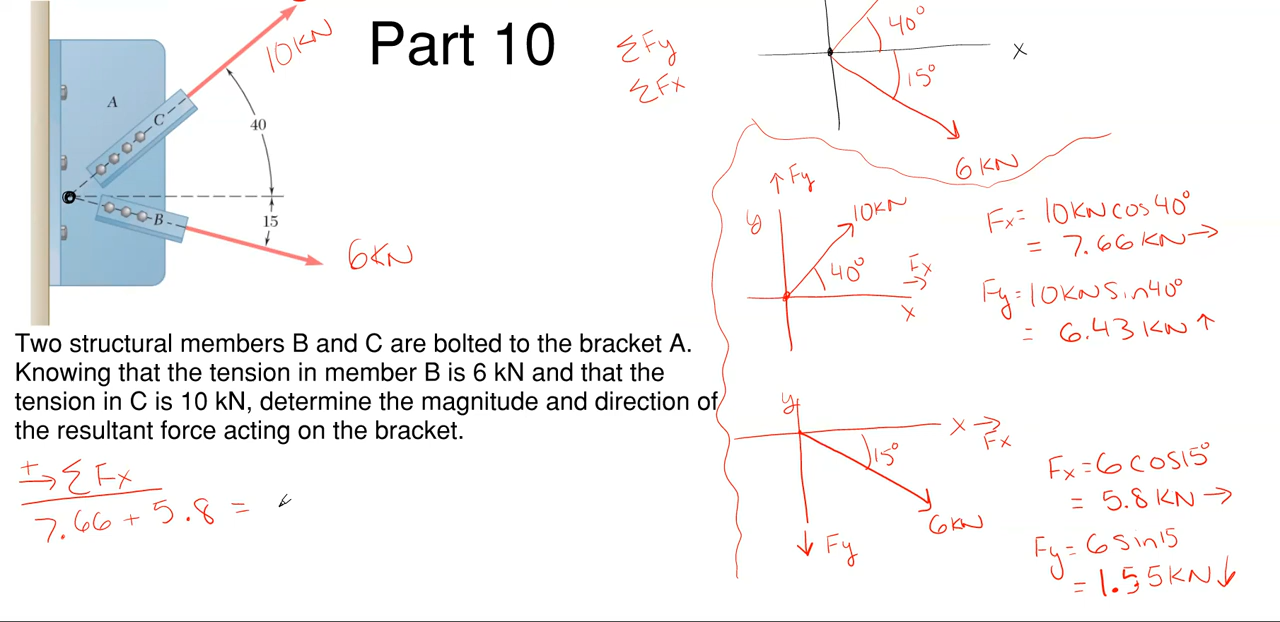 Part 10
10KN
A
C
40
B
15
6KN
ΣFy
ΣFx
40°
x
15°
6 KN
↑Fy
y
10KN
40°
Fx
→
x
Fx = 10KN cos 40°
= 7.66 KN →
Fy = 10KN Sin 40°
= 6.43 KN ↑
Two structural members B and C are bolted to the bracket A.
Knowing that the tension in member B is 6 kN and that the
tension in C is 10 kN, determine the magnitude and direction of
the resultant force acting on the bracket.
+→ ΣFx
7.66 + 5.8 =
y
x →
Fx
15°
6KN
↓ Fy
Fx = 6 cos 15°
= 5.8 KN →
Fy = 6 sin 15
= 1.55 KN ↓